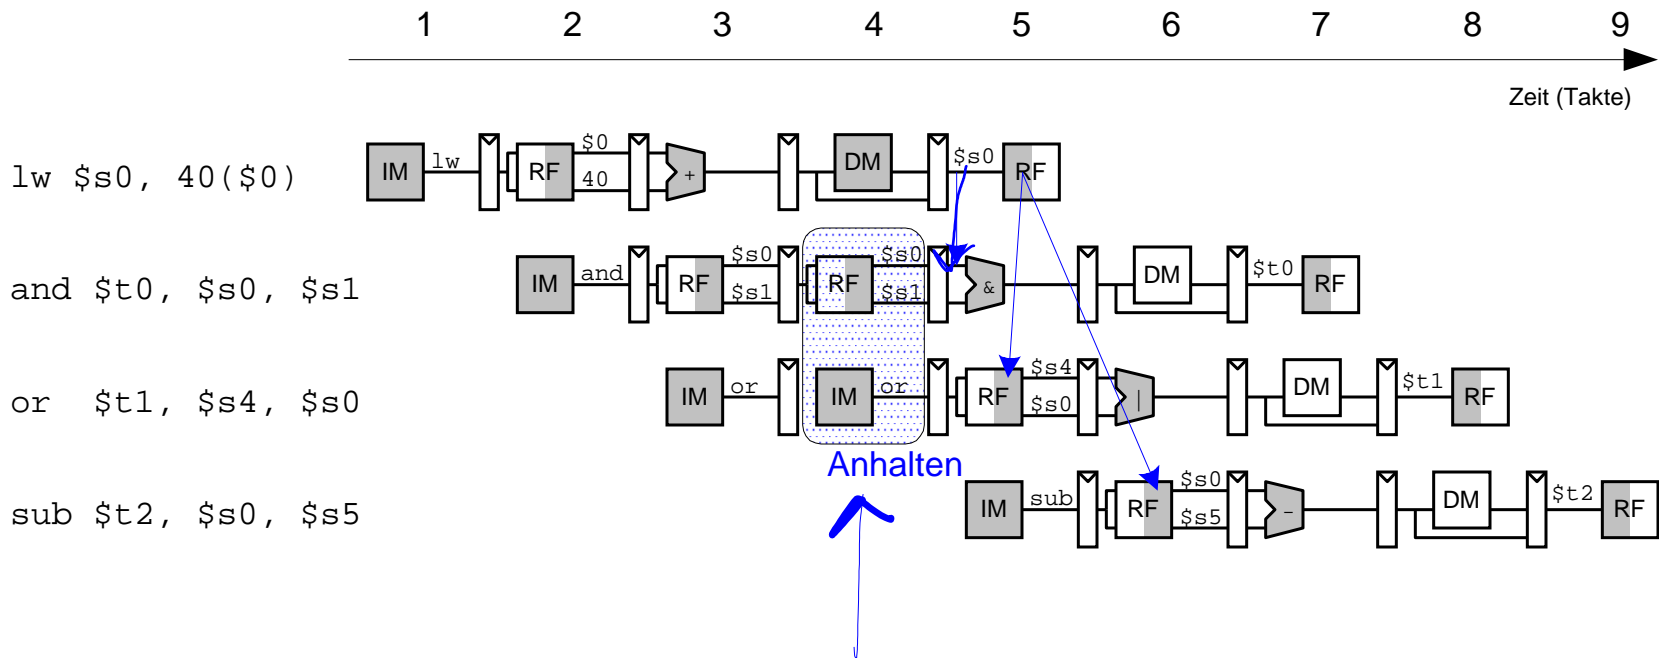 1 2 3 4 5 6 7 8 9
Zeit (Takte)
lw $s0, 40($0) IM lw RF $0 40 + DM $s0 RF
and $t0, $s0, $s1 IM and RF $s0 $s1 RF $s0 $s1 & DM $t0 RF
or $t1, $s4, $s0 IM or IM or RF $s4 $s0 | DM $t1 RF
Anhalten
sub $t2, $s0, $s5 IM sub RF $s0 $s5 - DM $t2 RF